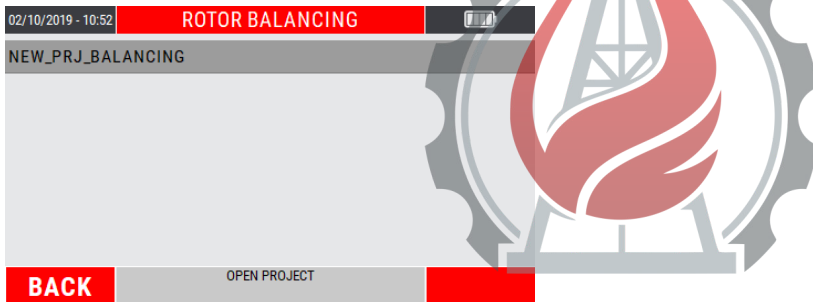 02/10/2019 - 10:52 ROTOR BALANCING
NEW_PRJ_BALANCING
BACK OPEN PROJECT